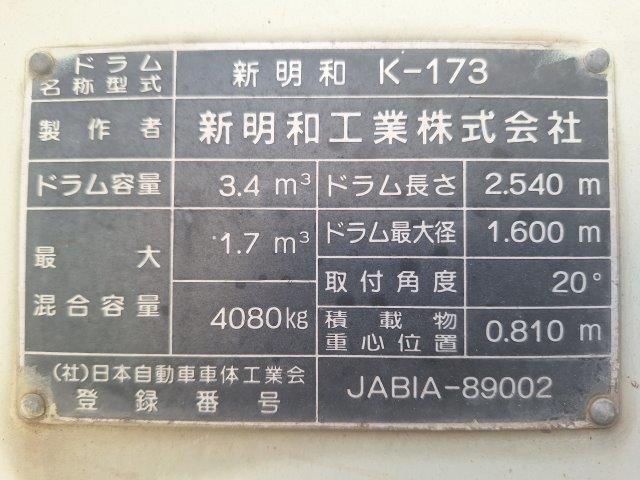 ドラム
名称型式
新明和 K-173
製作者
新明和工業株式会社
ドラム容量
3.4 m³
ドラム長さ
2.540 m
最大
混合容量
1.7 m³
4080kg
ドラム最大径
1.600 m
取付角度
20°
積載物
重心位置
0.810 m
(社)日本自動車車体工業会
登録番号
JABIA-89002